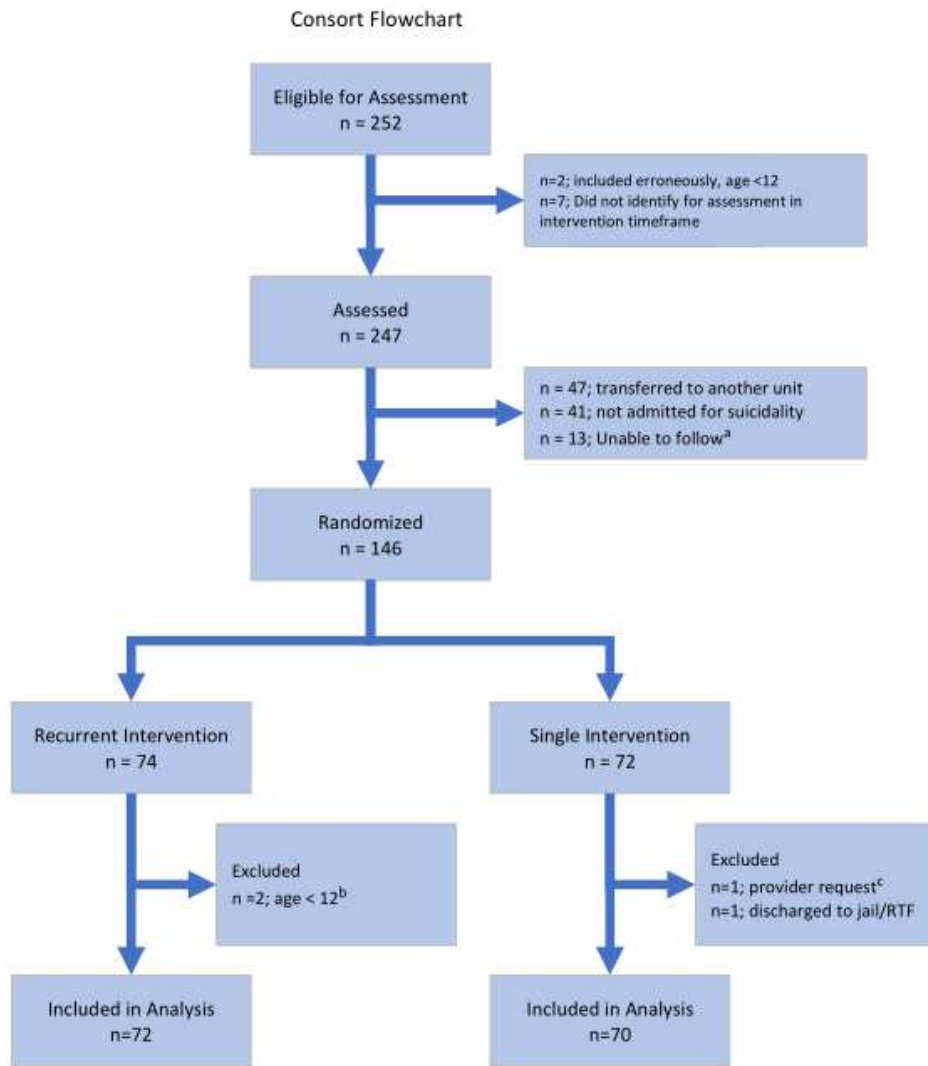 Consort Flowchart
Eligible for Assessment
n = 252
n=2; included erroneously, age <12
n=7; Did not identify for assessment in
intervention timeframe
Assessed
n = 247
n = 47; transferred to another unit
n = 41; not admitted for suicidality
n = 13; Unable to followᵃ
Randomized
n = 146
Recurrent Intervention
n = 74
Single Intervention
n = 72
Excluded
n =2; age < 12ᵇ
Excluded
n=1; provider requestᶜ
n=1; discharged to jail/RTF
Included in Analysis
n=72
Included in Analysis
n=70